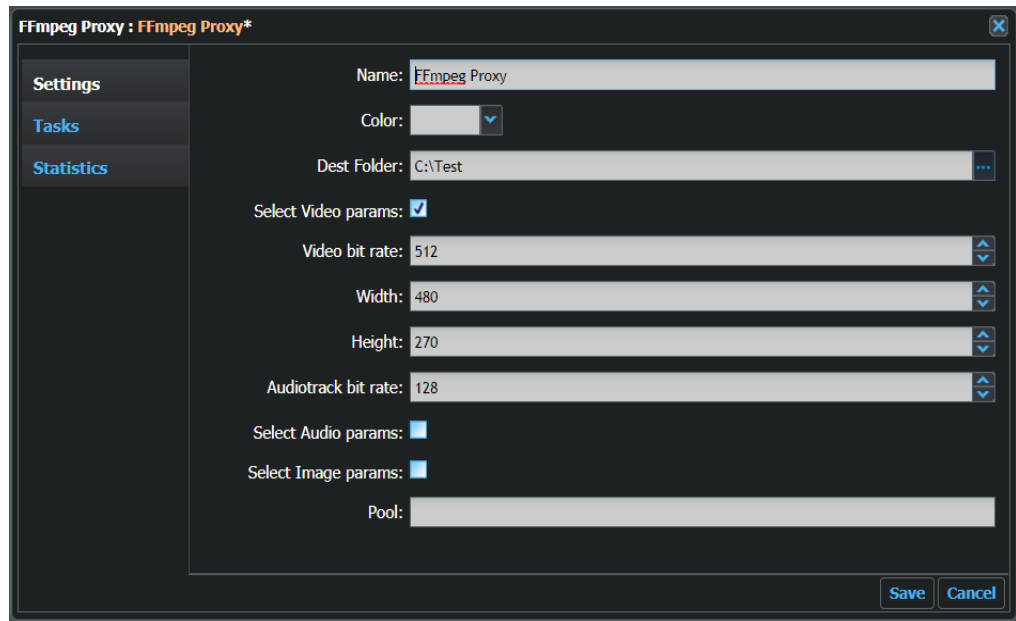 FFmpeg Proxy : FFmpeg Proxy*
Settings
Tasks
Statistics
Name: FFmpeg Proxy
Color:
Dest Folder: C:\Test ...
Select Video params:
Video bit rate: 512
Width: 480
Height: 270
Audiotrack bit rate: 128
Select Audio params:
Select Image params:
Pool:
Save Cancel